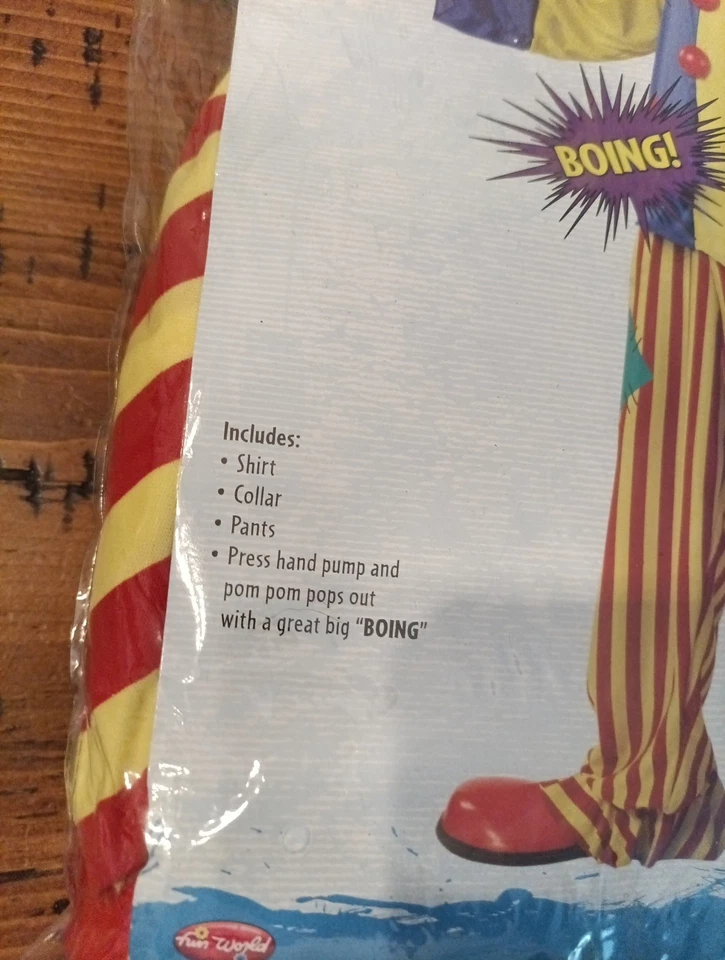 BOING!
Includes:
• Shirt
• Collar
• Pants
• Press hand pump and
pom pom pops out
with a great big “BOING”
Fun World